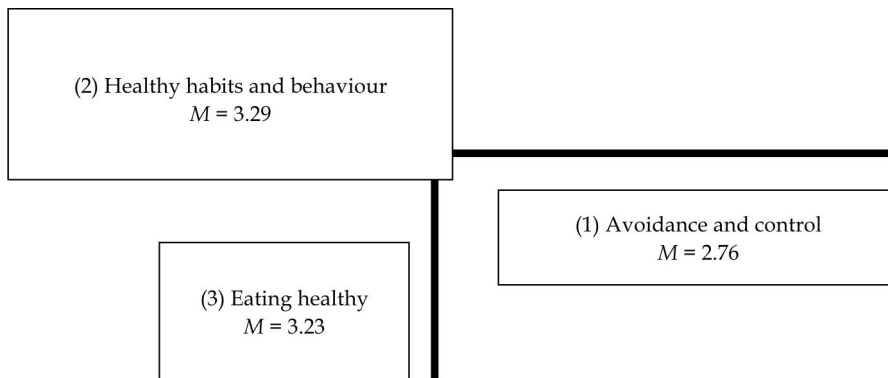 (2) Healthy habits and behaviour
M = 3.29
(1) Avoidance and control
M = 2.76
(3) Eating healthy
M = 3.23